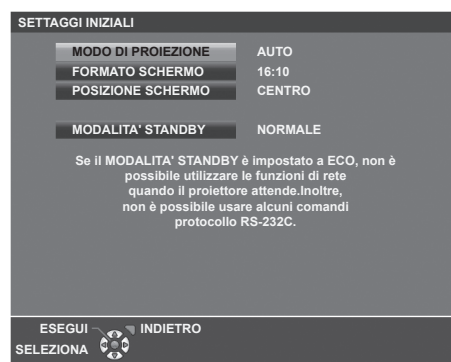 SETTAGGI INIZIALI
MODO DI PROIEZIONE AUTO
FORMATO SCHERMO 16:10
POSIZIONE SCHERMO CENTRO
MODALITA' STANDBY NORMALE
Se il MODALITA' STANDBY è impostato a ECO, non è
possibile utilizzare le funzioni di rete
quando il proiettore attende.Inoltre,
non è possibile usare alcuni comandi
protocollo RS-232C.
ESEGUI INDIETRO
SELEZIONA